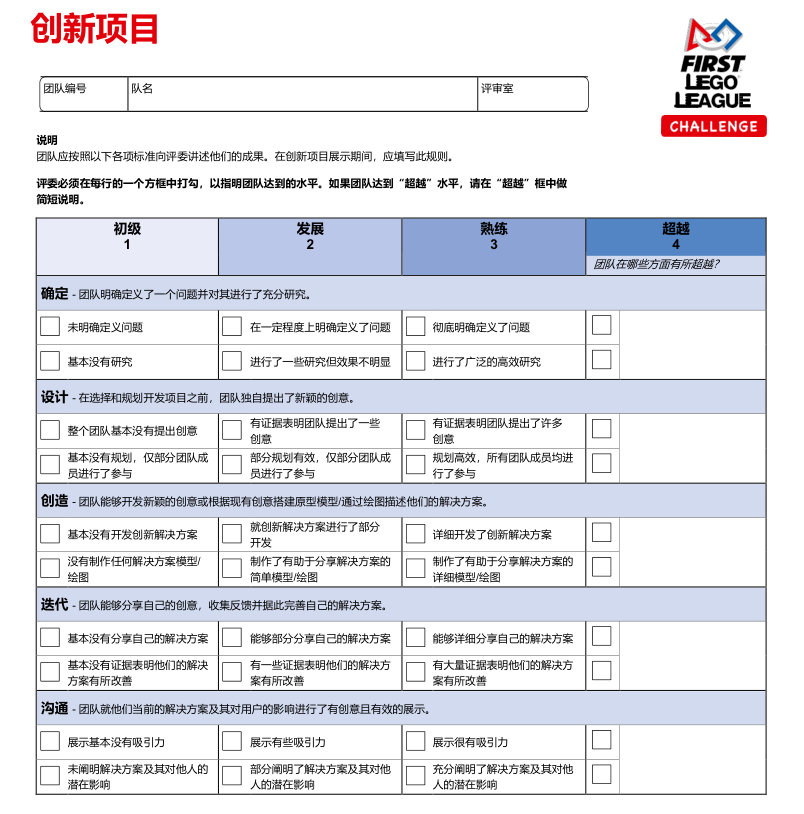 创新项目
FIRST
LEGO
LEAGUE
CHALLENGE
团队编号
队名
评审室
说明
团队应按照以下各项标准向评委讲述他们的成果。在创新项目展示期间，应填写此规则。
评委必须在每行的一个方框中打勾，以指明团队达到的水平。如果团队达到“超越”水平，请在“超越”框中做
简短说明。
初级
1
发展
2
熟练
3
超越
4
团队在哪些方面有所超越?
确定 - 团队明确定义了一个问题并对其进行了充分研究。
未明确定义问题
在一定程度上明确定义了问题
彻底明确定义了问题
基本没有研究
进行了一些研究但效果不明显
进行了广泛的高效研究
设计 - 在选择和规划开发项目之前，团队独自提出了新颖的创意。
整个团队基本没有提出创意
有证据表明团队提出了一些
创意
有证据表明团队提出了许多
创意
基本没有规划，仅部分团队成
员进行了参与
部分规划有效，仅部分团队成
员进行了参与
规划高效，所有团队成员均进
行了参与
创造 - 团队能够开发新颖的创意或根据现有创意搭建原型模型/通过绘图描述他们的解决方案。
基本没有开发创新解决方案
就创新解决方案进行了部分
开发
详细开发了创新解决方案
没有制作任何解决方案模型/
绘图
制作了有助于分享解决方案的
简单模型/绘图
制作了有助于分享解决方案的
详细模型/绘图
迭代 - 团队能够分享自己的创意，收集反馈并据此完善自己的解决方案。
基本没有分享自己的解决方案
能够部分分享自己的解决方案
能够详细分享自己的解决方案
基本没有证据表明他们的解决
方案有所改善
有一些证据表明他们的解决方
案有所改善
有大量证据表明他们的解决方
案有所改善
沟通 - 团队就他们当前的解决方案及其对用户的影响进行了有创意且有效的展示。
展示基本没有吸引力
展示有些吸引力
展示很有吸引力
未阐明解决方案及其对他人的
潜在影响
部分阐明了解决方案及其对他
人的潜在影响
充分阐明了解决方案及其对他
人的潜在影响